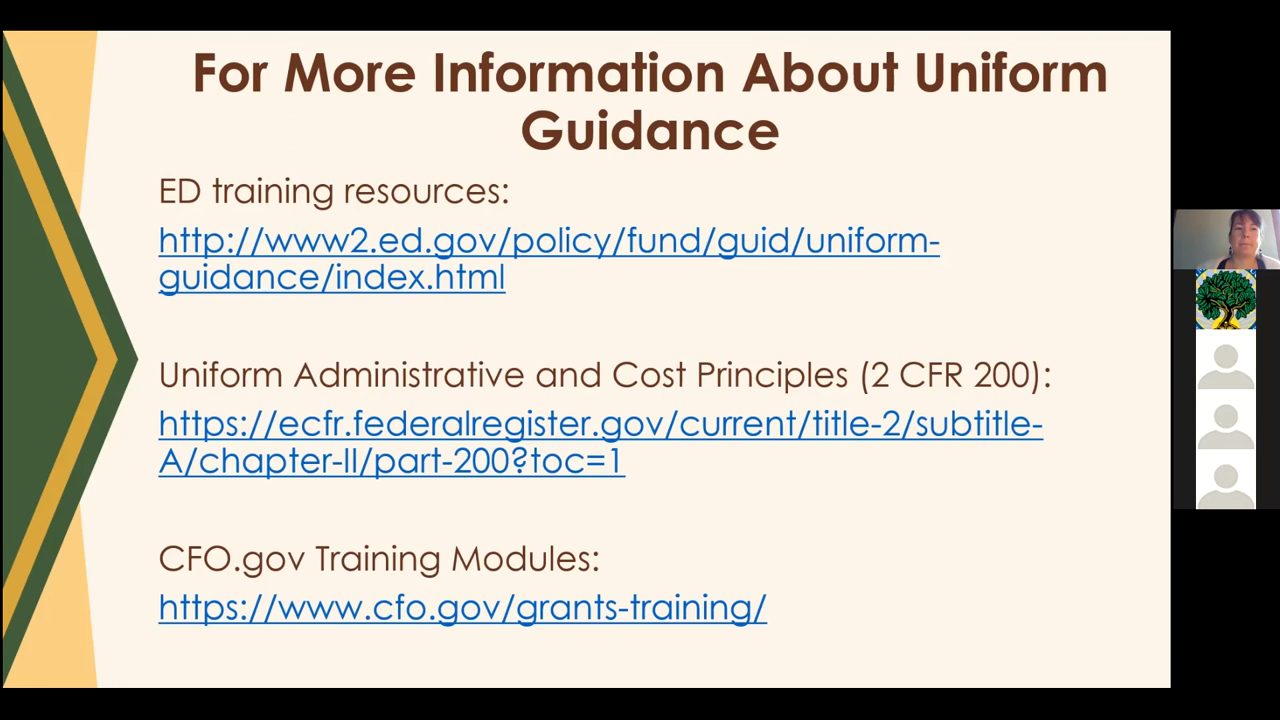 For More Information About Uniform
Guidance
ED training resources:
http://www2.ed.gov/policy/fund/guid/uniform-
guidance/index.html
Uniform Administrative and Cost Principles (2 CFR 200):
https://ecfr.federalregister.gov/current/title-2/subtitle-
A/chapter-II/part-200?toc=1
CFO.gov Training Modules:
https://www.cfo.gov/grants-training/